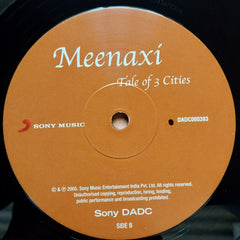 Meenaxi
Tale of 3 Cities
SONY MUSIC
DADC000393
© & ℗ 2005. Sony Music Entertainment India Pvt. Ltd. All rights reserved.
Unauthorised copying, reproduction, hiring, lending,
public performance and broadcasting prohibited.
Sony DADC
SIDE B